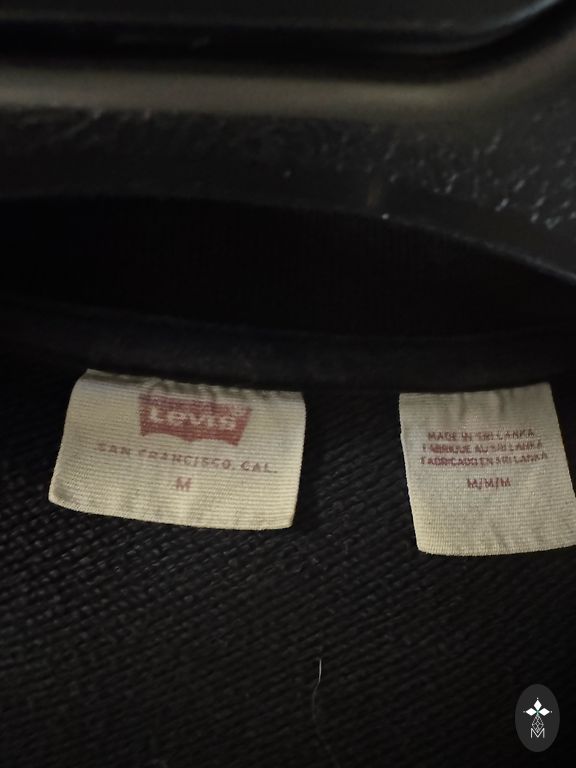 Levi's
SAN FRANCISCO, CAL.
M
MADE IN SRI LANKA
FABRIQUE AU SRI LANKA
FABRICADO EN SRI LANKA
M/M/M
M